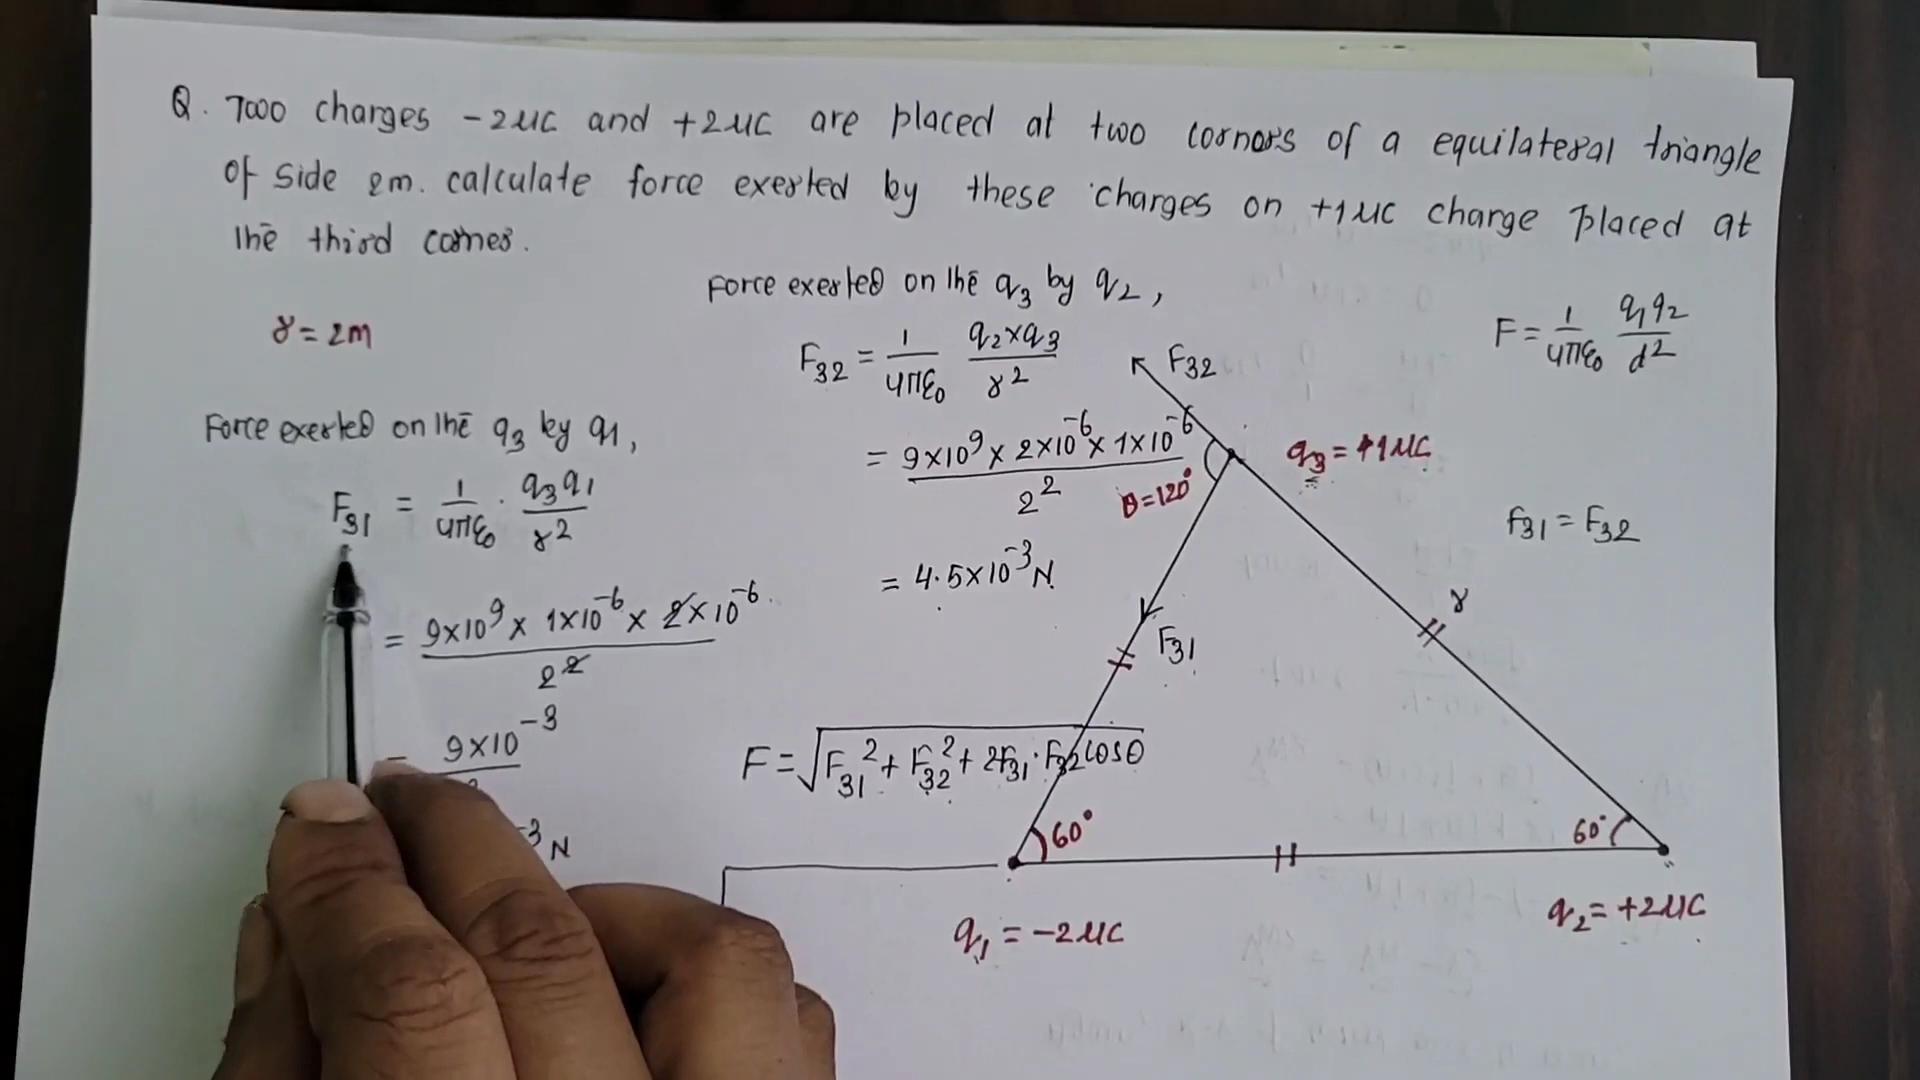 Q. Two charges -2μC and +2μC are placed at two corners of a equilateral triangle
of side 2m. calculate force exerted by these charges on +1μC charge placed at
the third corner.
r = 2m
Force exerted on the q3 by q1,
F31 = 1/4πε0 · q3q1/r²
= 9×10⁹ × 1×10⁻⁶ × 2×10⁻⁶ / 2²
= 9×10⁻³
⁻³ N
Force exerted on the q3 by q2,
F32 = 1/4πε0 q2×q3/r²
= 9×10⁹ × 2×10⁻⁶ × 1×10⁻⁶ / 2²
= 4.5×10⁻³ N
F = √F31² + F32² + 2F31·F32 cosθ
F32
θ=120°
q3 = +1μC
r
F31
60°
60°
q1 = -2μC
q2 = +2μC
F = 1/4πε0 q1q2/d²
F31 = F32